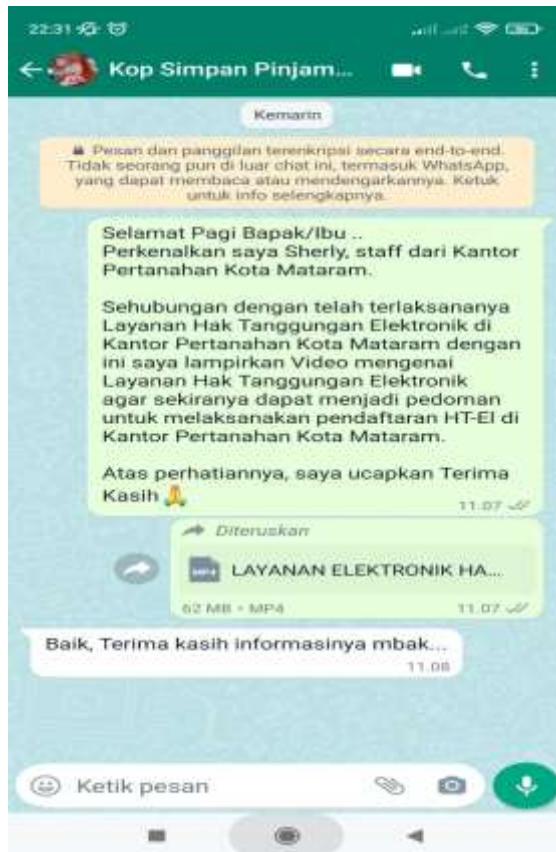 22:31
Kop Simpan Pinjam...
Kemarin
Pesan dan panggilan terenkripsi secara end-to-end.
Tidak seorang pun di luar chat ini, termasuk WhatsApp,
yang dapat membaca atau mendengarkannya. Ketuk
untuk info selengkapnya.
Selamat Pagi Bapak/Ibu ..
Perkenalkan saya Sherly, staff dari Kantor
Pertanahan Kota Mataram.
Sehubungan dengan telah terlaksananya
Layanan Hak Tanggungan Elektronik di
Kantor Pertanahan Kota Mataram dengan
ini saya lampirkan Video mengenai
Layanan Hak Tanggungan Elektronik
agar sekiranya dapat menjadi pedoman
untuk melaksanakan pendaftaran HT-El di
Kantor Pertanahan Kota Mataram.
Atas perhatiannya, saya ucapkan Terima
Kasih 🙏
11.07
Diteruskan
MP4
LAYANAN ELEKTRONIK HA...
62 MB • MP4
11.07
Baik, Terima kasih informasinya mbak...
11.08
Ketik pesan